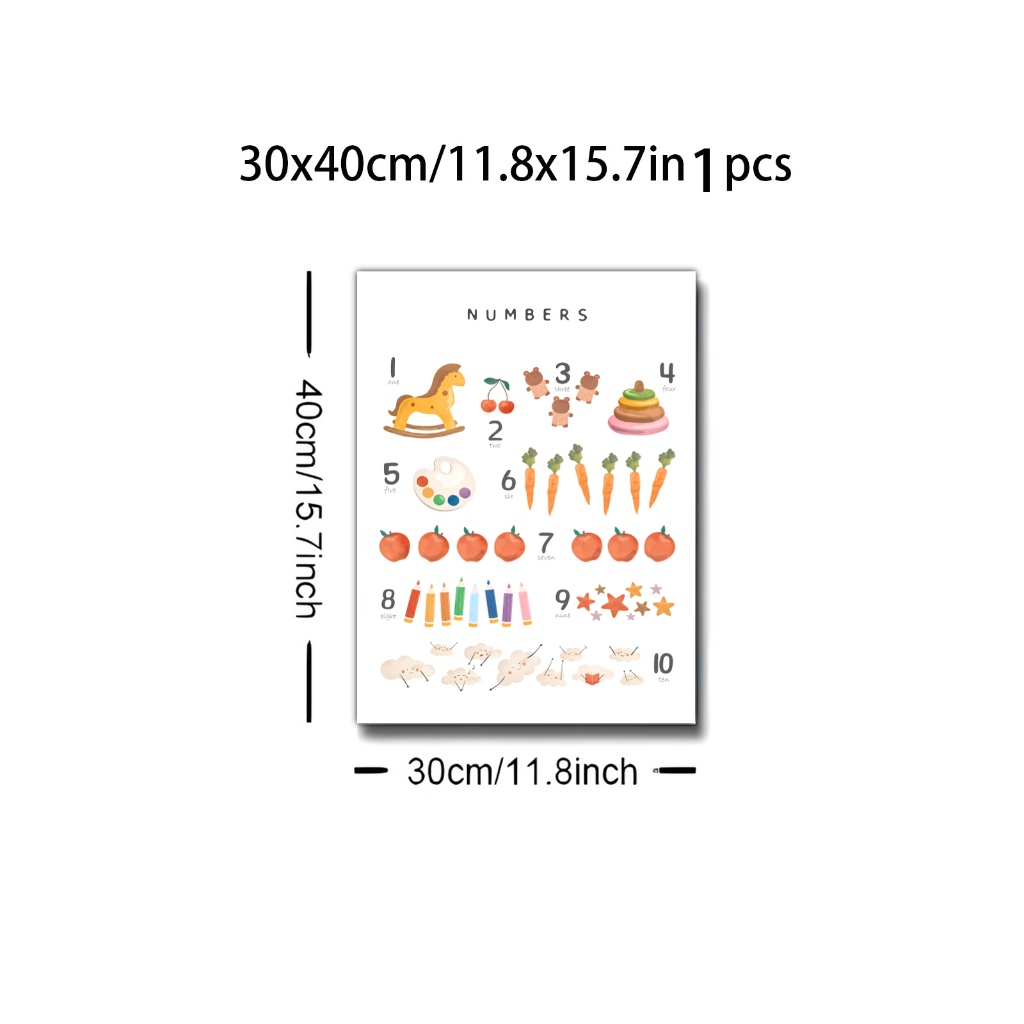 30x40cm/11.8x15.7in 1 pcs
40cm/15.7inch
NUMBERS
1
one
2
two
3
three
4
four
5
five
6
six
7
seven
8
eight
9
nine
10
ten
30cm/11.8inch